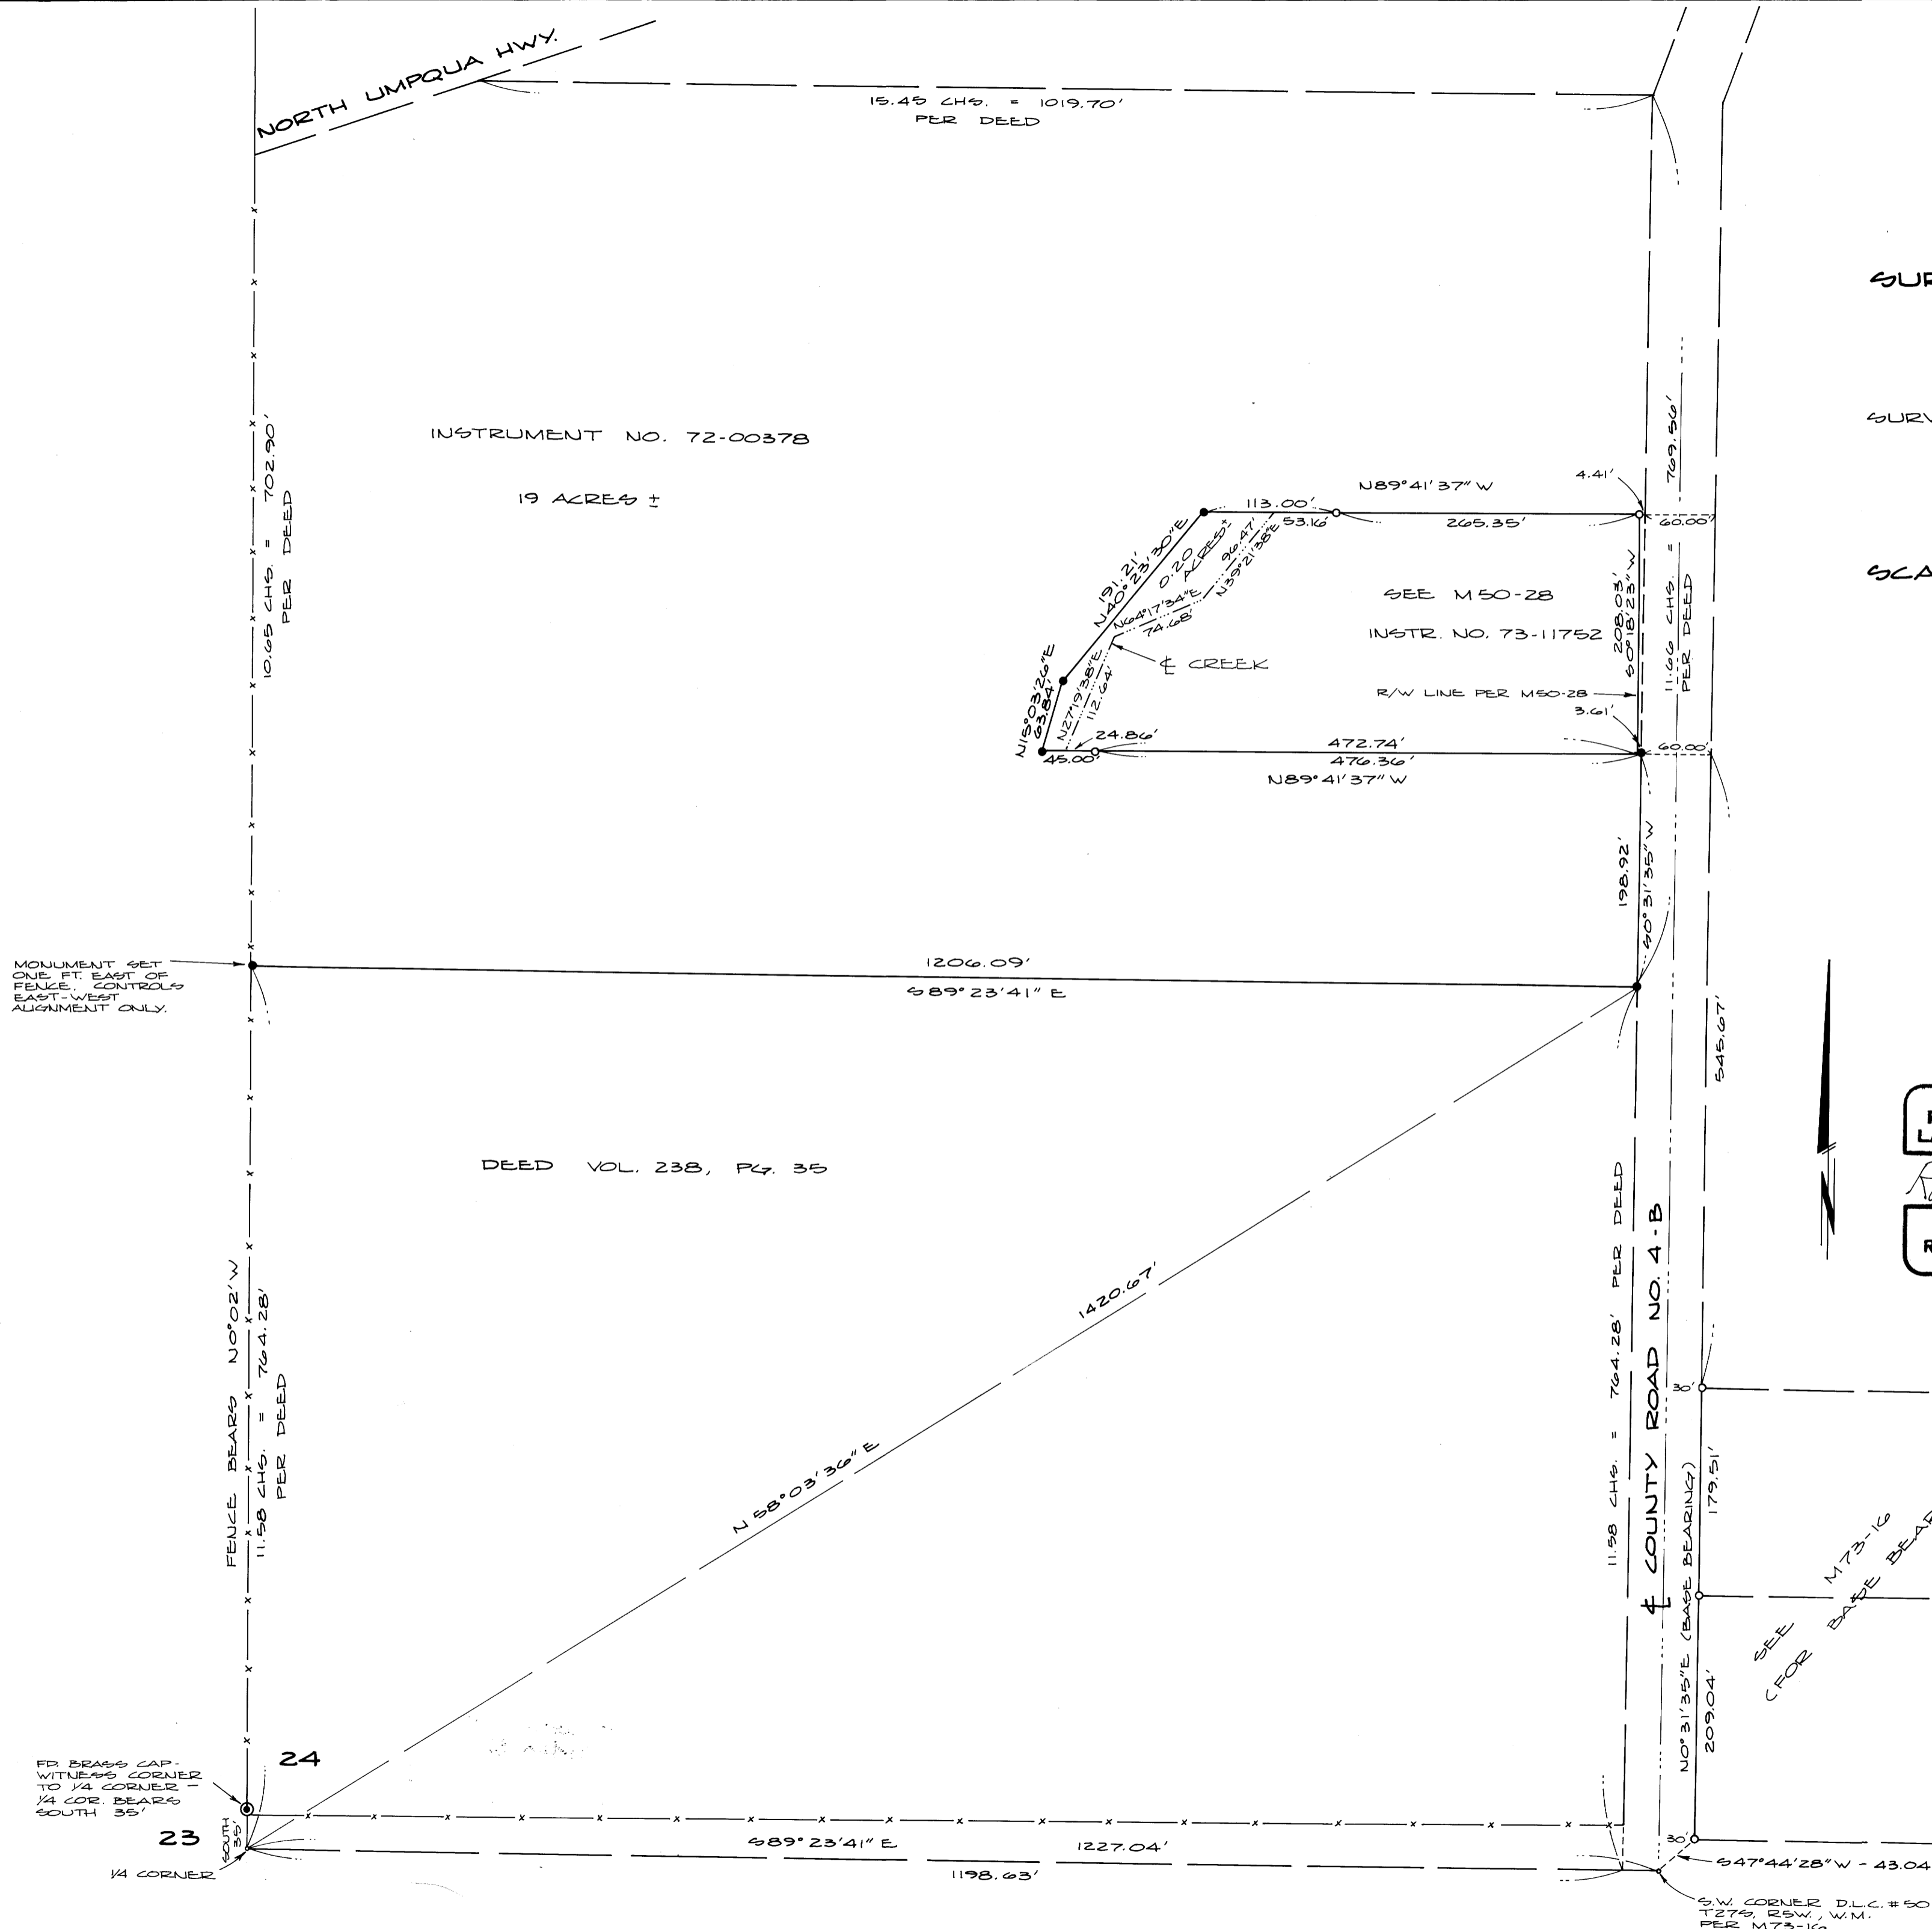 NORTH UMPQUA HWY.
15.45 CHS. = 1019.70'
PER DEED
SUR
SURV
SCA
INSTRUMENT NO. 72-00378
19 ACRES ±
10.65 CHS. = 702.90'
PER DEED
N89°41'37"W
4.41'
113.00'
53.16'
265.35'
60.00'
769.56'
11.66 CHS. =
PER DEED
191.21'
N40°23'30"E
0.20
ACRES±
96.47'
N39°21'38"E
N64°17'34"E
74.68'
SEE M50-28
INSTR. NO. 73-11752
208.03'
S0°18'23"W
℄ CREEK
N15°03'26"E
63.84'
N27°19'38"E
112.64'
R/W LINE PER M50-28
3.61'
24.86'
45.00'
472.74'
476.36'
60.00'
N89°41'37"W
198.92'
S0°31'35"W
MONUMENT SET
ONE FT. EAST OF
FENCE. CONTROLS
EAST-WEST
ALIGNMENT ONLY.
1206.09'
S89°23'41"E
545.67'
DEED VOL. 238, PG. 35
1420.67'
N58°03'36"E
FENCE BEARS N0°02'W
11.58 CHS. = 764.28'
PER DEED
11.58 CHS. = 764.28' PER DEED
℄ COUNTY ROAD NO. 4-B
30'
179.51'
N0°31'35"E (BASE BEARING)
209.04'
SEE M73-16
(FOR BASE BEAR
R
FD. BRASS CAP-
WITNESS CORNER
TO 1/4 CORNER -
1/4 COR. BEARS
SOUTH 35'
24
23
SOUTH
35'
1/4 CORNER
S89°23'41"E 1227.04'
1198.63'
30'
S47°44'28"W - 43.04
S.W. CORNER D.L.C. #50
T27S, R5W., W.M.
PER M73-16